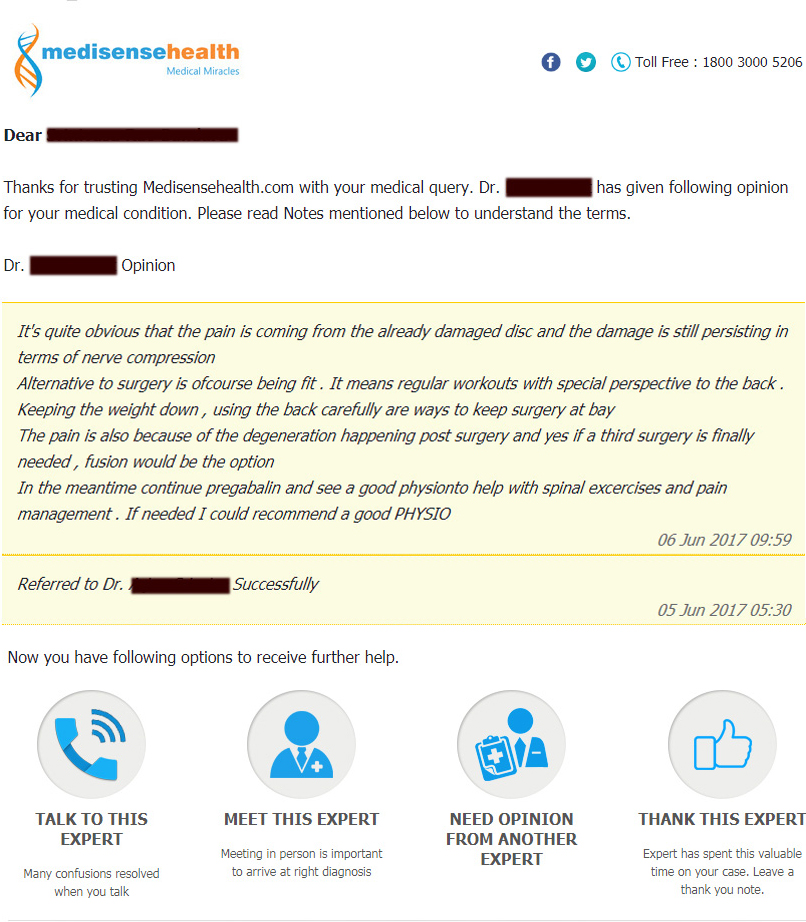 medisensehealth
Medical Miracles
Toll Free : 1800 3000 5206
Dear
Thanks for trusting Medisensehealth.com with your medical query. Dr. has given following opinion
for your medical condition. Please read Notes mentioned below to understand the terms.
Dr. Opinion
It's quite obvious that the pain is coming from the already damaged disc and the damage is still persisting in
terms of nerve compression
Alternative to surgery is ofcourse being fit . It means regular workouts with special perspective to the back .
Keeping the weight down , using the back carefully are ways to keep surgery at bay
The pain is also because of the degeneration happening post surgery and yes if a third surgery is finally
needed , fusion would be the option
In the meantime continue pregabalin and see a good physionto help with spinal excercises and pain
management . If needed I could recommend a good PHYSIO
06 Jun 2017 09:59
Referred to Dr. Successfully
05 Jun 2017 05:30
Now you have following options to receive further help.
TALK TO THIS
EXPERT
Many confusions resolved
when you talk
MEET THIS EXPERT
Meeting in person is important
to arrive at right diagnosis
NEED OPINION
FROM ANOTHER
EXPERT
THANK THIS EXPERT
Expert has spent this valuable
time on your case. Leave a
thank you note.